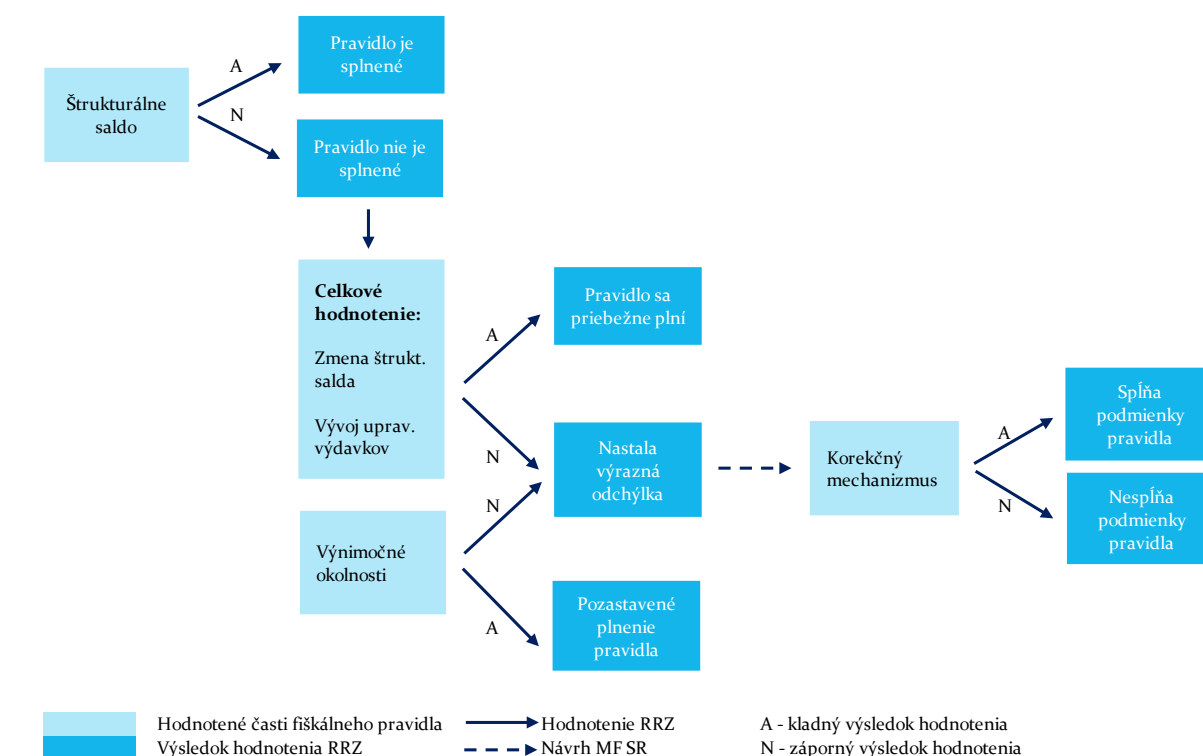 Pravidlo je
splnené
A
Štrukturálne
saldo
N
Pravidlo nie je
splnené
Celkové
hodnotenie:
Zmena štrukt.
salda
Vývoj uprav.
výdavkov
A
Pravidlo sa
priebežne plní
N
Nastala
výrazná
odchýlka
N
Výnimočné
okolnosti
A
Pozastavené
plnenie
pravidla
Korekčný
mechanizmus
A
Spĺňa
podmienky
pravidla
N
Nespĺňa
podmienky
pravidla
Hodnotené časti fiškálneho pravidla
Výsledok hodnotenia RRZ
Hodnotenie RRZ
Návrh MF SR
A - kladný výsledok hodnotenia
N - záporný výsledok hodnotenia